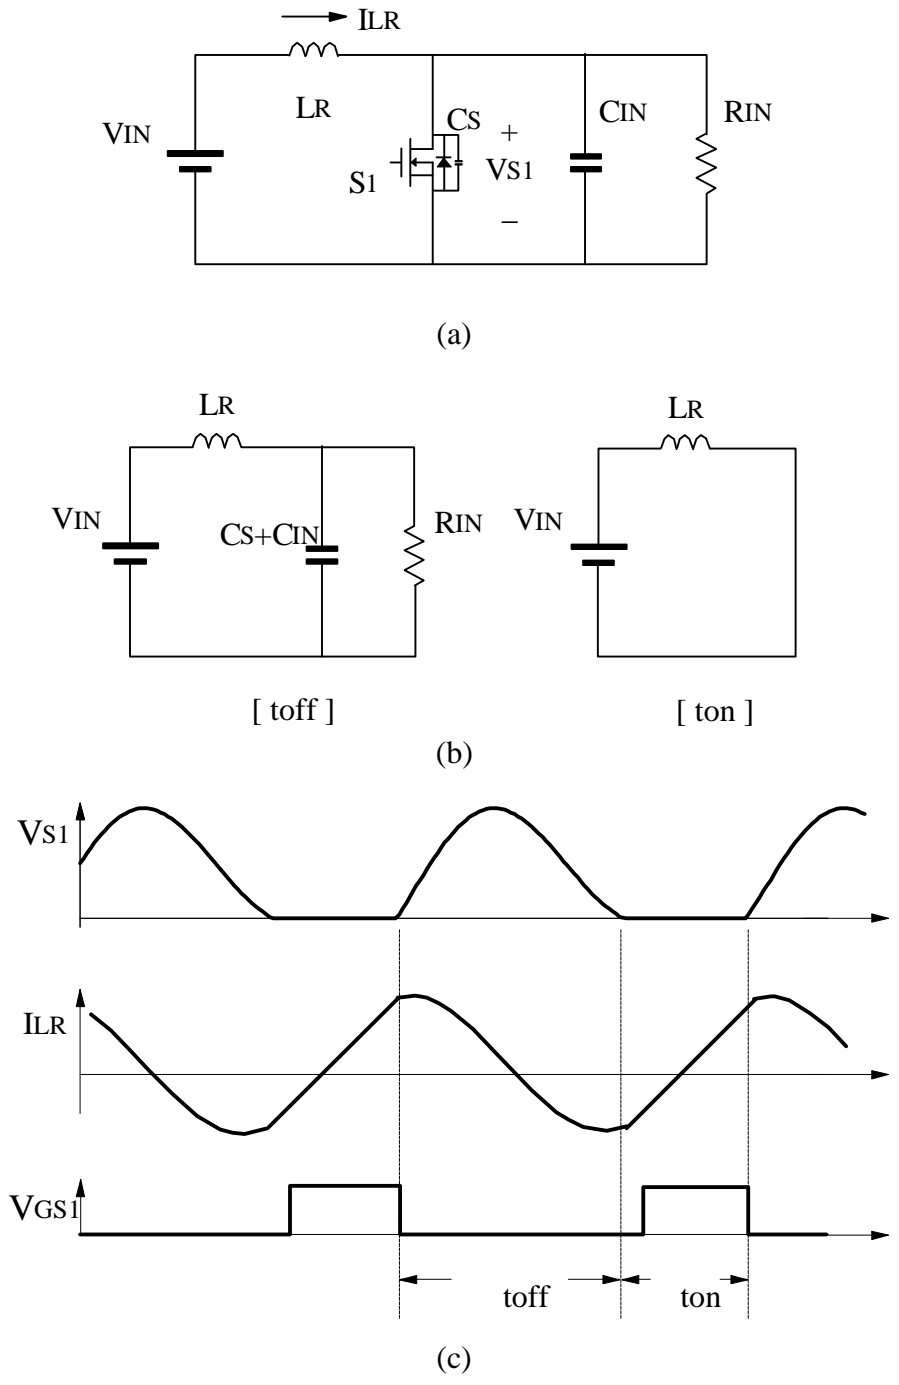 ILR
LR
VIN
CS
+
VS1
−
S1
CIN
RIN
(a)
LR
VIN
CS+CIN
RIN
[ toff ]
LR
VIN
[ ton ]
(b)
VS1
ILR
VGS1
toff
ton
(c)